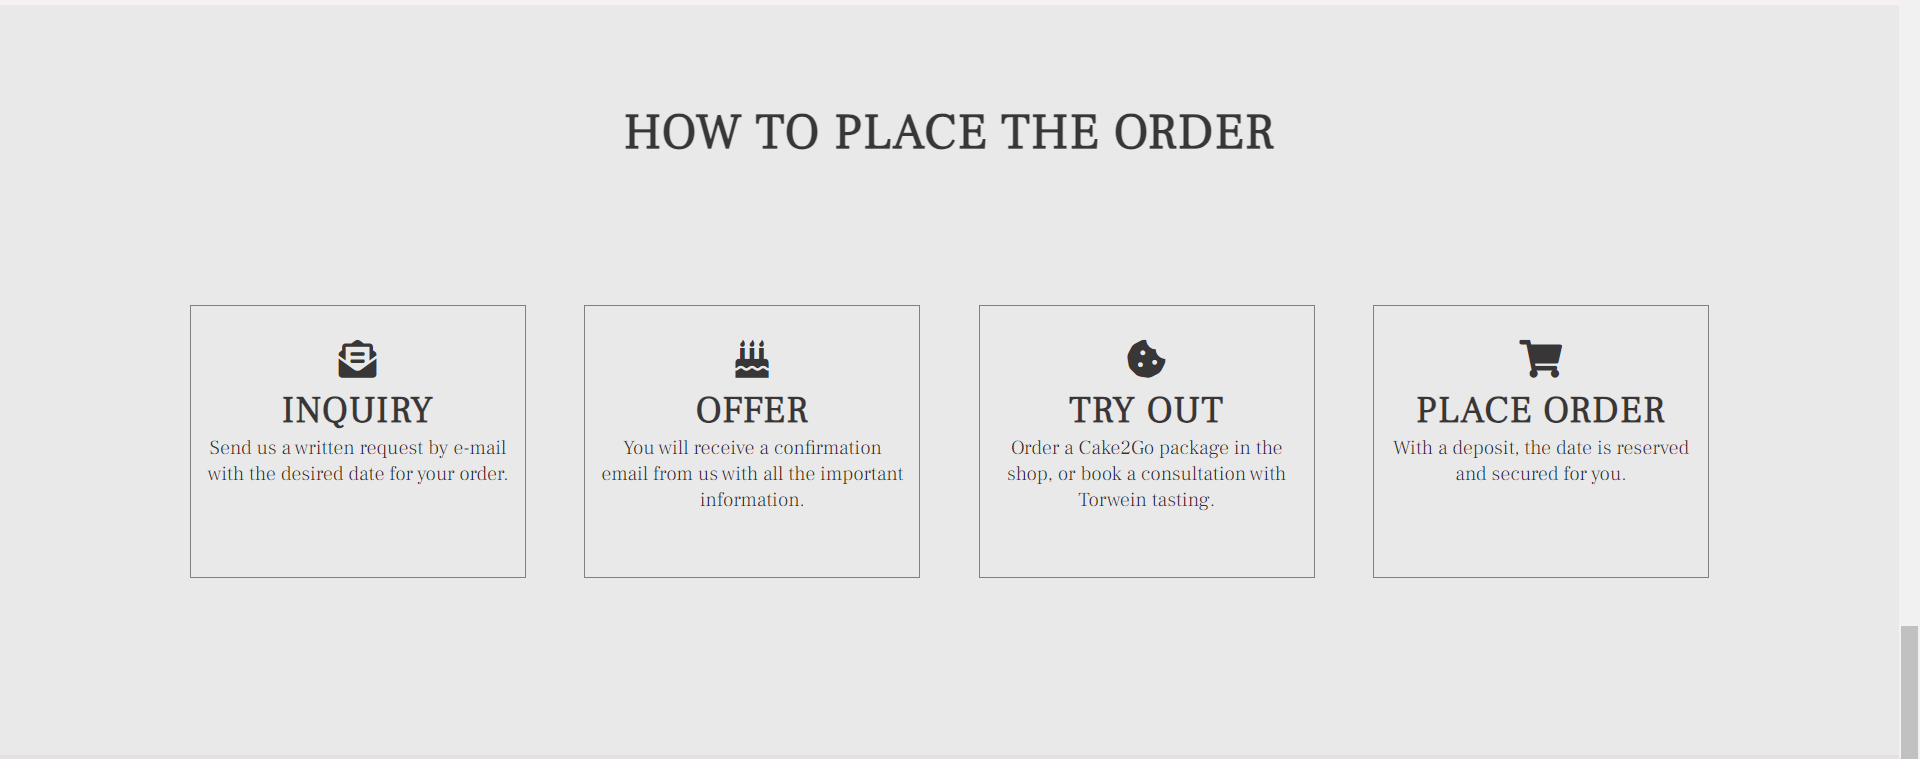 HOW TO PLACE THE ORDER
INQUIRY
Send us a written request by e-mail
with the desired date for your order.
OFFER
You will receive a confirmation
email from us with all the important
information.
TRY OUT
Order a Cake2Go package in the
shop, or book a consultation with
Torwein tasting.
PLACE ORDER
With a deposit, the date is reserved
and secured for you.